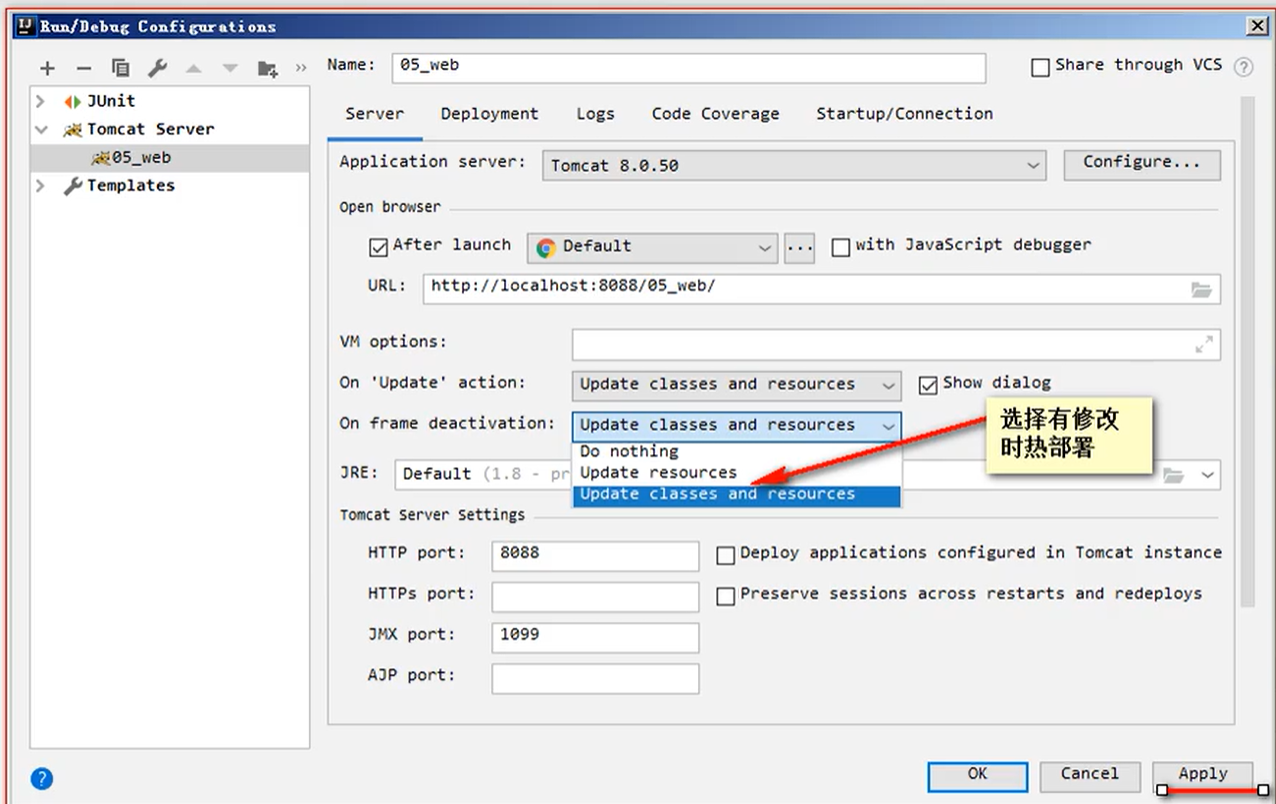 Run/Debug Configurations
Name: 05_web
Share through VCS
JUnit
Tomcat Server
05_web
Templates
Server Deployment Logs Code Coverage Startup/Connection
Application server: Tomcat 8.0.50 Configure...
Open browser
After launch Default ... with JavaScript debugger
URL: http://localhost:8088/05_web/
VM options:
On 'Update' action: Update classes and resources Show dialog
On frame deactivation: Update classes and resources
选择有修改
时热部署
Do nothing
Update resources
Update classes and resources
JRE: Default (1.8 - pr
Tomcat Server Settings
HTTP port: 8088 Deploy applications configured in Tomcat instance
HTTPs port: Preserve sessions across restarts and redeploys
JMX port: 1099
AJP port:
OK Cancel Apply